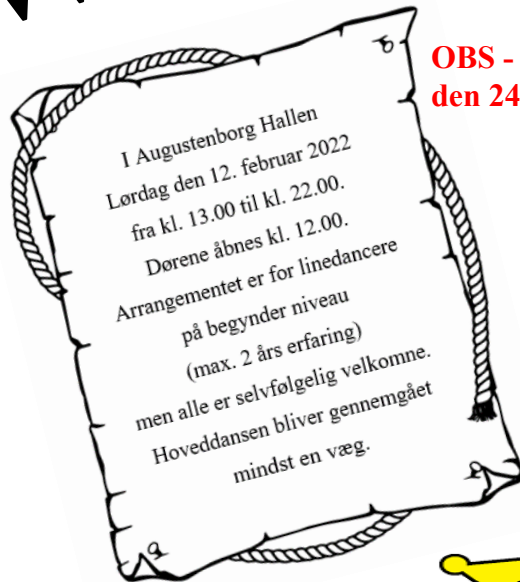 OBS -
den 24
I Augustenborg Hallen
Lørdag den 12. februar 2022
fra kl. 13.00 til kl. 22.00.
Dørene åbnes kl. 12.00.
Arrangementet er for linedancere
på begynder niveau
(max. 2 års erfaring)
men alle er selvfølgelig velkomne.
Hoveddansen bliver gennemgået
mindst en væg.